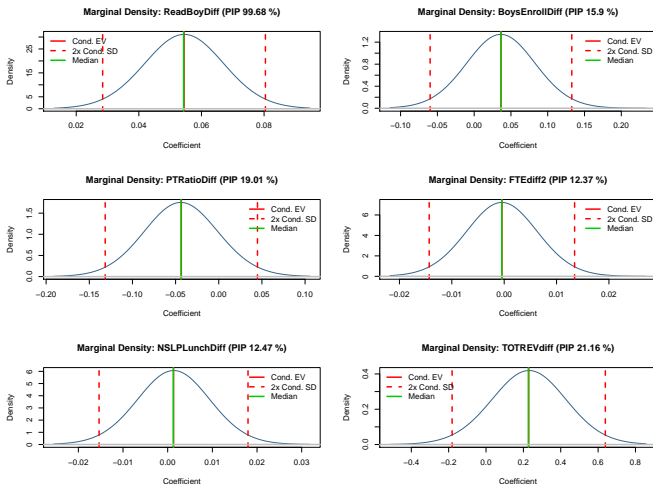 Marginal Density: ReadBoyDiff (PIP 99.68 %)
Density
0 5 15 25
Cond. EV
2x Cond. SD
Median
0.02 0.04 0.06 0.08
Coefficient
Marginal Density: BoysEnrollDiff (PIP 15.9 %)
Density
0.0 0.4 0.8 1.2
Cond. EV
2x Cond. SD
Median
-0.10 -0.05 0.00 0.05 0.10 0.15 0.20
Coefficient
Marginal Density: PTRatioDiff (PIP 19.01 %)
Density
0.0 0.5 1.0 1.5
Cond. EV
2x Cond. SD
Median
-0.20 -0.15 -0.10 -0.05 0.00 0.05 0.10
Coefficient
Marginal Density: FTEdiff2 (PIP 12.37 %)
Density
0 2 4 6
Cond. EV
2x Cond. SD
Median
-0.02 -0.01 0.00 0.01 0.02
Coefficient
Marginal Density: NSLPLunchDiff (PIP 12.47 %)
Density
0 1 2 3 4 5 6
Cond. EV
2x Cond. SD
Median
-0.02 -0.01 0.00 0.01 0.02 0.03
Coefficient
Marginal Density: TOTREVdiff (PIP 21.16 %)
Density
0.0 0.2 0.4
Cond. EV
2x Cond. SD
Median
-0.4 -0.2 0.0 0.2 0.4 0.6 0.8
Coefficient